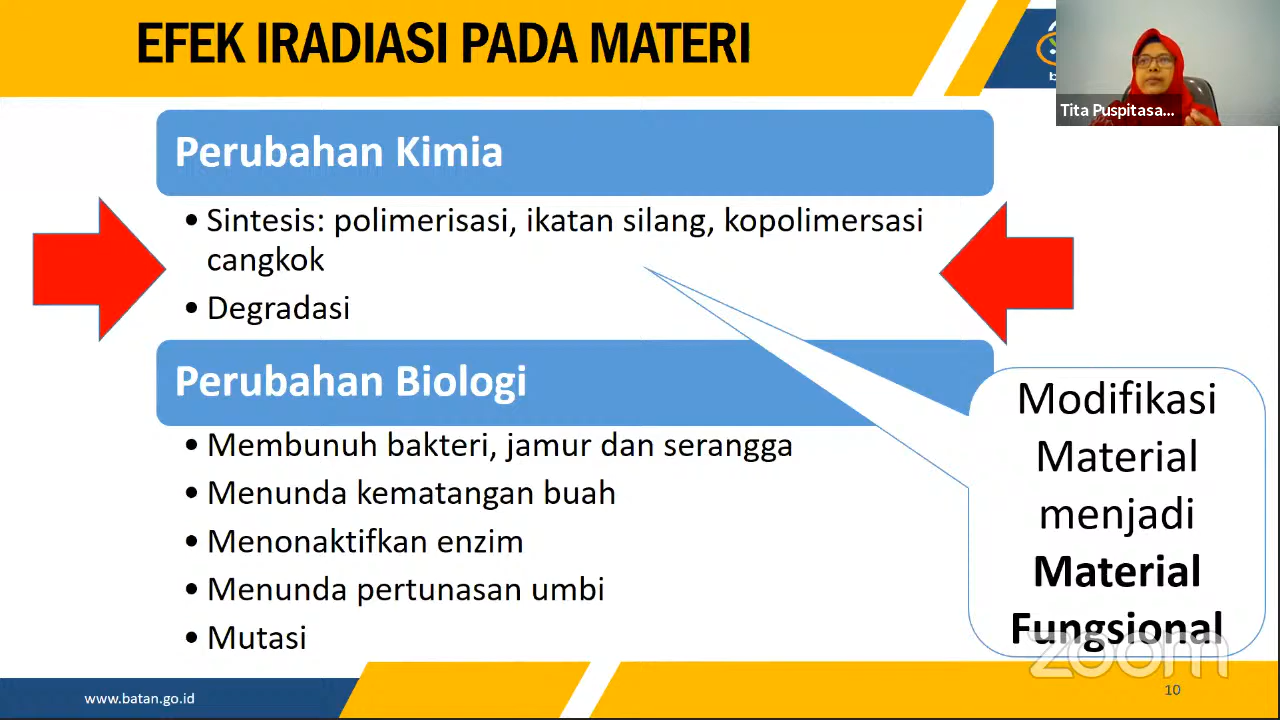 EFEK IRADIASI PADA MATERI
Tita Puspitasa...
Perubahan Kimia
• Sintesis: polimerisasi, ikatan silang, kopolimersasi
cangkok
• Degradasi
Perubahan Biologi
• Membunuh bakteri, jamur dan serangga
• Menunda kematangan buah
• Menonaktifkan enzim
• Menunda pertunasan umbi
• Mutasi
Modifikasi
Material
menjadi
Material
Fungsional
zoom
www.batan.go.id
10